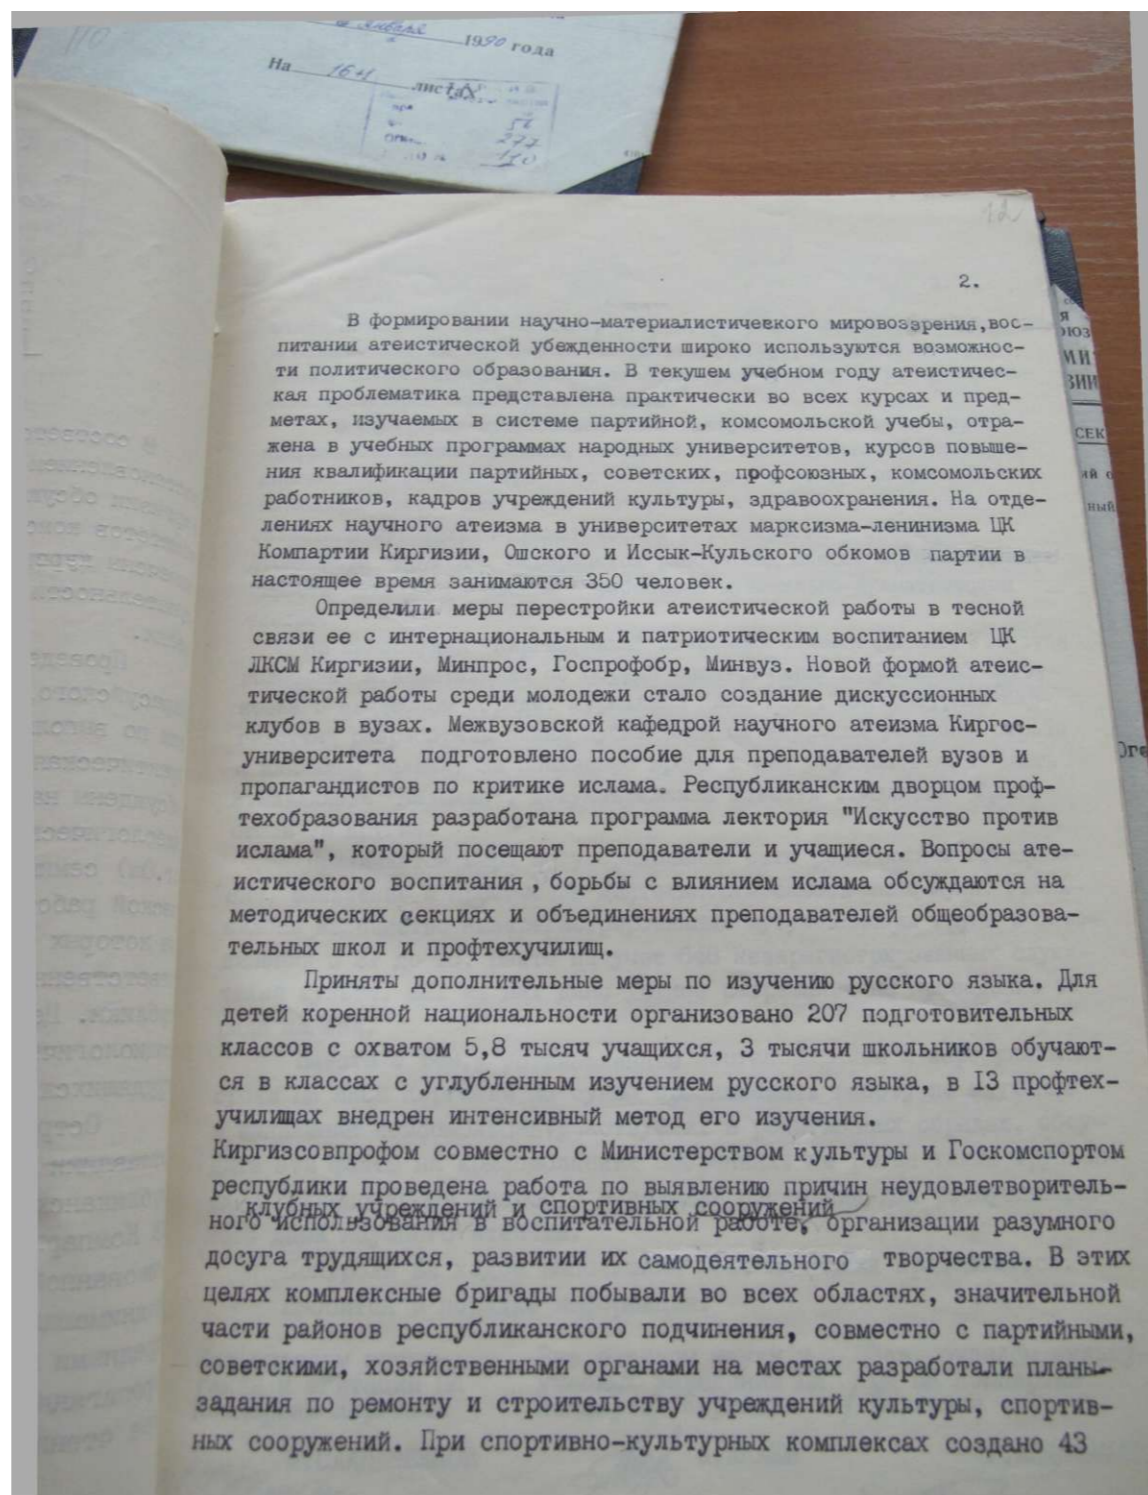 110
января 1990 года
На 164 листах
56
277
110
12
2.
В формировании научно-материалистического мировоззрения,вос-
питании атеистической убежденности широко используются возможнос-
ти политического образования. В текушем учебном году атеистичес-
кая проблематика представлена практически во всех курсах и пред-
метах, изучаемых в системе партийной, комсомольской учебы, отра-
жена в учебных программах народных университетов, курсов повыше-
ния квалификации партийных, советских, профсоюзных, комсомольских
работников, кадров учреждений культуры, здравоохранения. На отде-
лениях научного атеизма в университетах марксизма-ленинизма ЦК
Компартии Киргизии, Ошского и Иссык-Кульского обкомов партии в
настоящее время занимаются 350 человек.
Определили меры перестройки атеистической работы в тесной
связи ее с интернациональным и патриотическим воспитанием ЦК
ЛКСМ Киргизии, Минпрос, Госпрофобр, Минвуз. Новой формой атеис-
тической работы среди молодежи стало создание дискуссионных
клубов в вузах. Межвузовской кафедрой научного атеизма Киргос-
университета подготовлено пособие для преподавателей вузов и
пропагандистов по критике ислама. Республиканским дворцом проф-
техобразования разработана программа лектория "Искусство против
ислама", который посещают преподаватели и учащиеся. Вопросы ате-
истического воспитания , борьбы с влиянием ислама обсуждаются на
методических секциях и объединениях преподавателей общеобразова-
тельных школ и профтехучилищ.
Приняты дополнительные меры по изучению русского языка. Для
детей коренной национальности организовано 207 подготовительных
классов с охватом 5,8 тысяч учащихся, 3 тысячи школьников обучают-
ся в классах с углубленным изучением русского языка, в I3 профтех-
училищах внедрен интенсивный метод его изучения.
Киргизсовпрофом совместно с Министерством культуры и Госкомспортом
республики проведена работа по выявлению причин неудовлетворитель-
клубных учреждений и спортивных сооружений
ного использования в воспитательной работе, организации разумного
досуга трудящихся, развитии их самодеятельного творчества. В этих
целях комплексные бригады побывали во всех областях, значительной
части районов республиканского подчинения, совместно с партийными,
советскими, хозяйственными органами на местах разработали планы-
задания по ремонту и строительству учреждений культуры, спортив-
ных сооружений. При спортивно-культурных комплексах создано 43